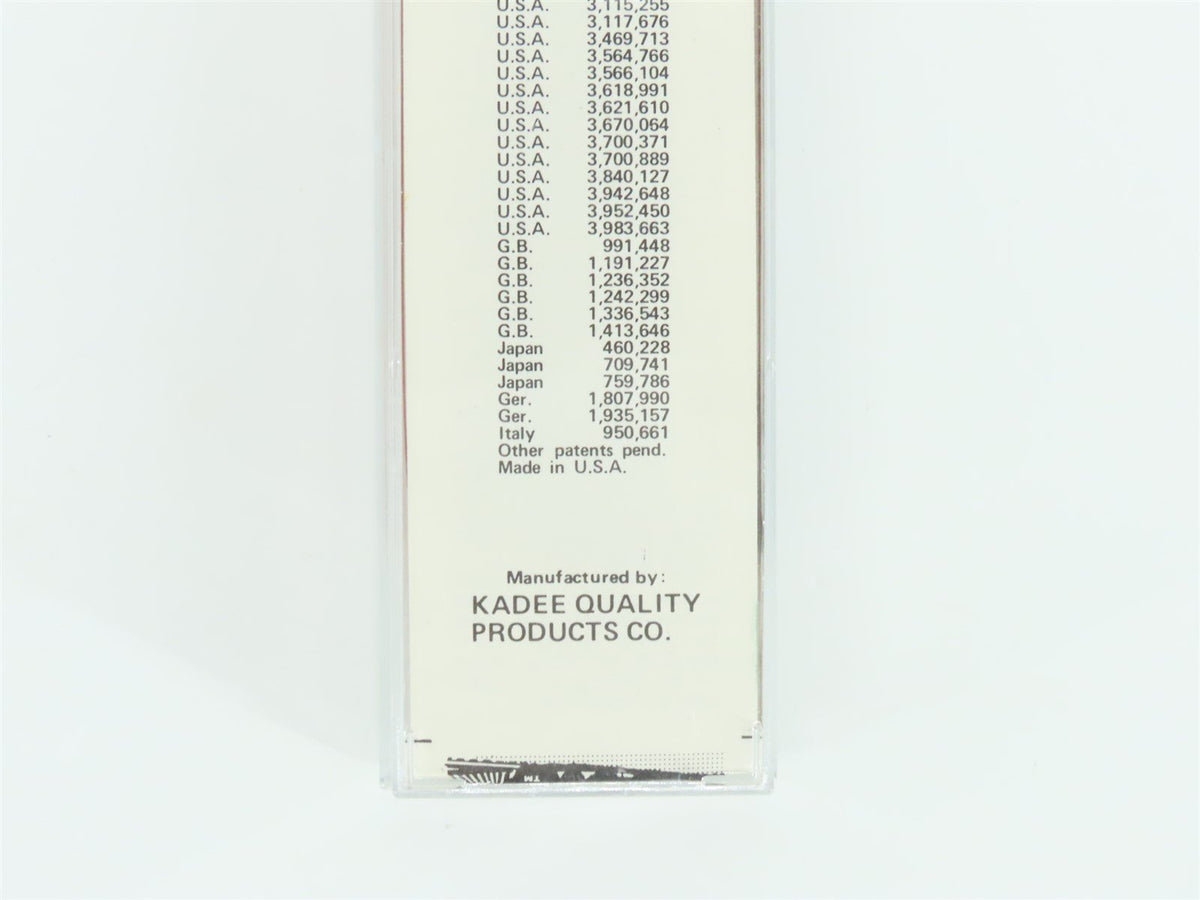 U.S.A. 3,115,255
U.S.A. 3,117,676
U.S.A. 3,469,713
U.S.A. 3,564,766
U.S.A. 3,566,104
U.S.A. 3,618,991
U.S.A. 3,621,610
U.S.A. 3,670,064
U.S.A. 3,700,371
U.S.A. 3,700,889
U.S.A. 3,840,127
U.S.A. 3,942,648
U.S.A. 3,952,450
U.S.A. 3,983,663
G.B. 991,448
G.B. 1,191,227
G.B. 1,236,352
G.B. 1,242,299
G.B. 1,336,543
G.B. 1,413,646
Japan 460,228
Japan 709,741
Japan 759,786
Ger. 1,807,990
Ger. 1,935,157
Italy 950,661
Other patents pend.
Made in U.S.A.
Manufactured by:
KADEE QUALITY
PRODUCTS CO.
TM